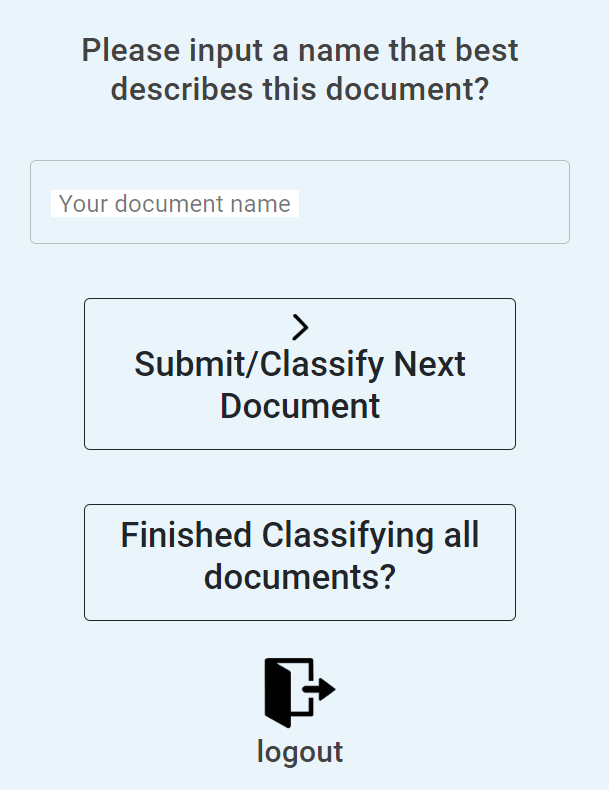 Please input a name that best
describes this document?
Your document name
Submit/Classify Next
Document
Finished Classifying all
documents?
logout